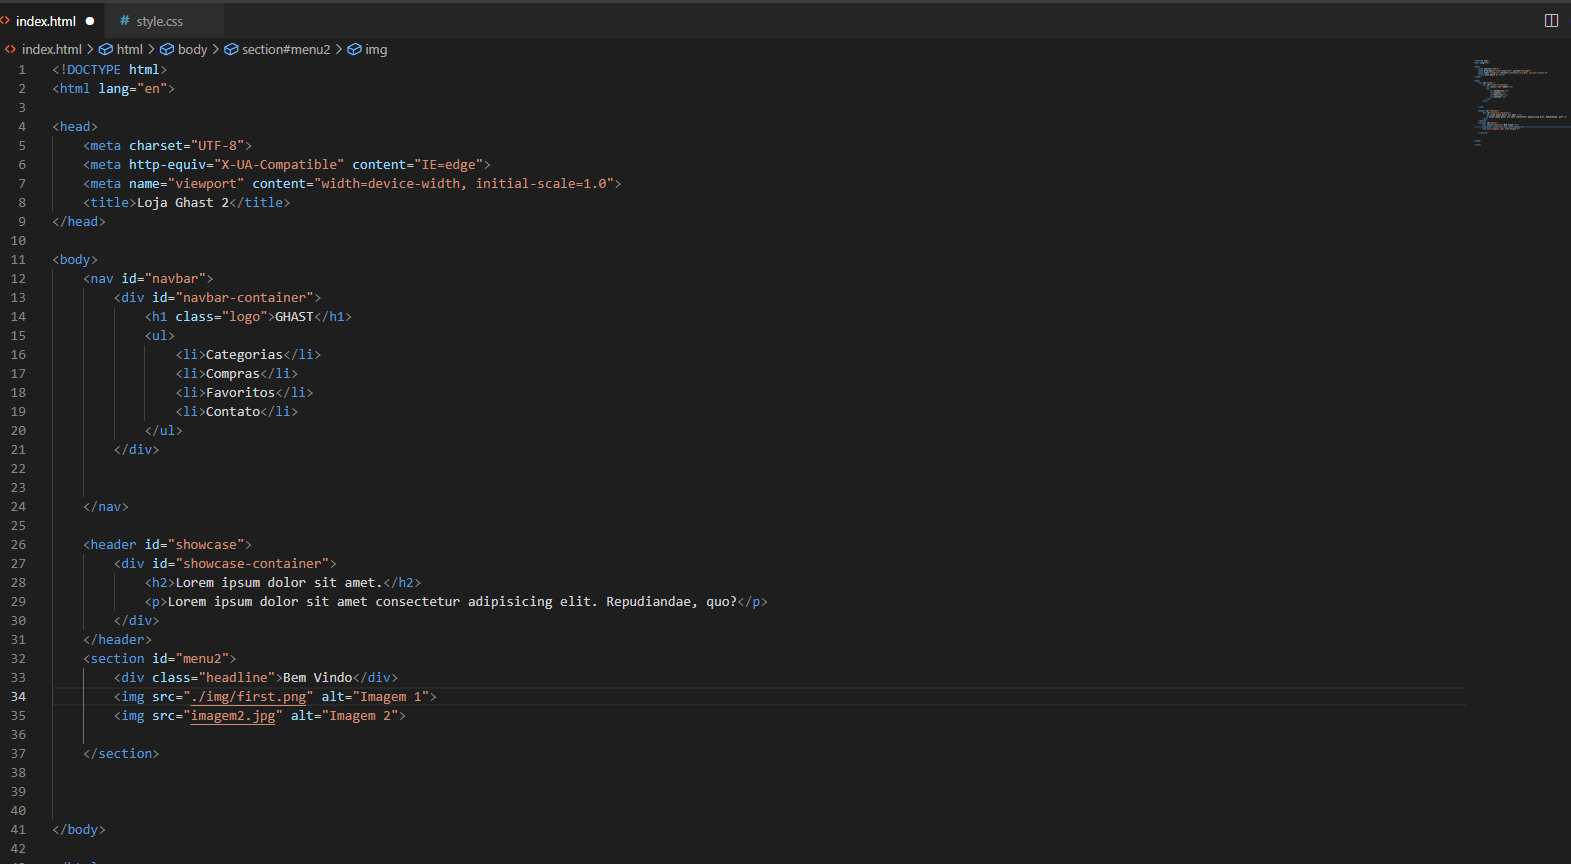 index.html
# style.css
index.html > html > body > section#menu2 > img
1 <!DOCTYPE html>
2 <html lang="en">
3
4 <head>
5     <meta charset="UTF-8">
6     <meta http-equiv="X-UA-Compatible" content="IE=edge">
7     <meta name="viewport" content="width=device-width, initial-scale=1.0">
8     <title>Loja Ghast 2</title>
9 </head>
10
11 <body>
12     <nav id="navbar">
13         <div id="navbar-container">
14             <h1 class="logo">GHAST</h1>
15             <ul>
16                 <li>Categorias</li>
17                 <li>Compras</li>
18                 <li>Favoritos</li>
19                 <li>Contato</li>
20             </ul>
21         </div>
22
23
24     </nav>
25
26     <header id="showcase">
27         <div id="showcase-container">
28             <h2>Lorem ipsum dolor sit amet.</h2>
29             <p>Lorem ipsum dolor sit amet consectetur adipisicing elit. Repudiandae, quo?</p>
30         </div>
31     </header>
32     <section id="menu2">
33         <div class="headline">Bem Vindo</div>
34         <img src="./img/first.png" alt="Imagem 1">
35         <img src="imagem2.jpg" alt="Imagem 2">
36
37     </section>
38
39
40
41 </body>
42